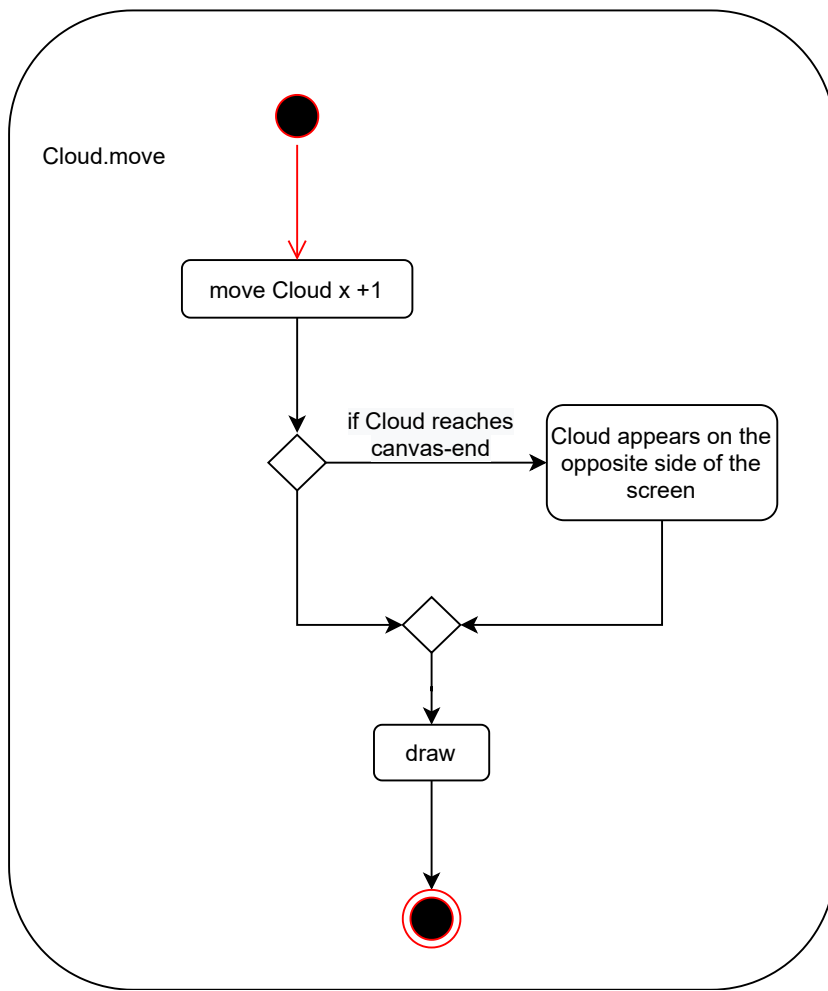 Cloud.move
move Cloud x +1
if Cloud reaches
canvas-end
Cloud appears on the
opposite side of the
screen
draw